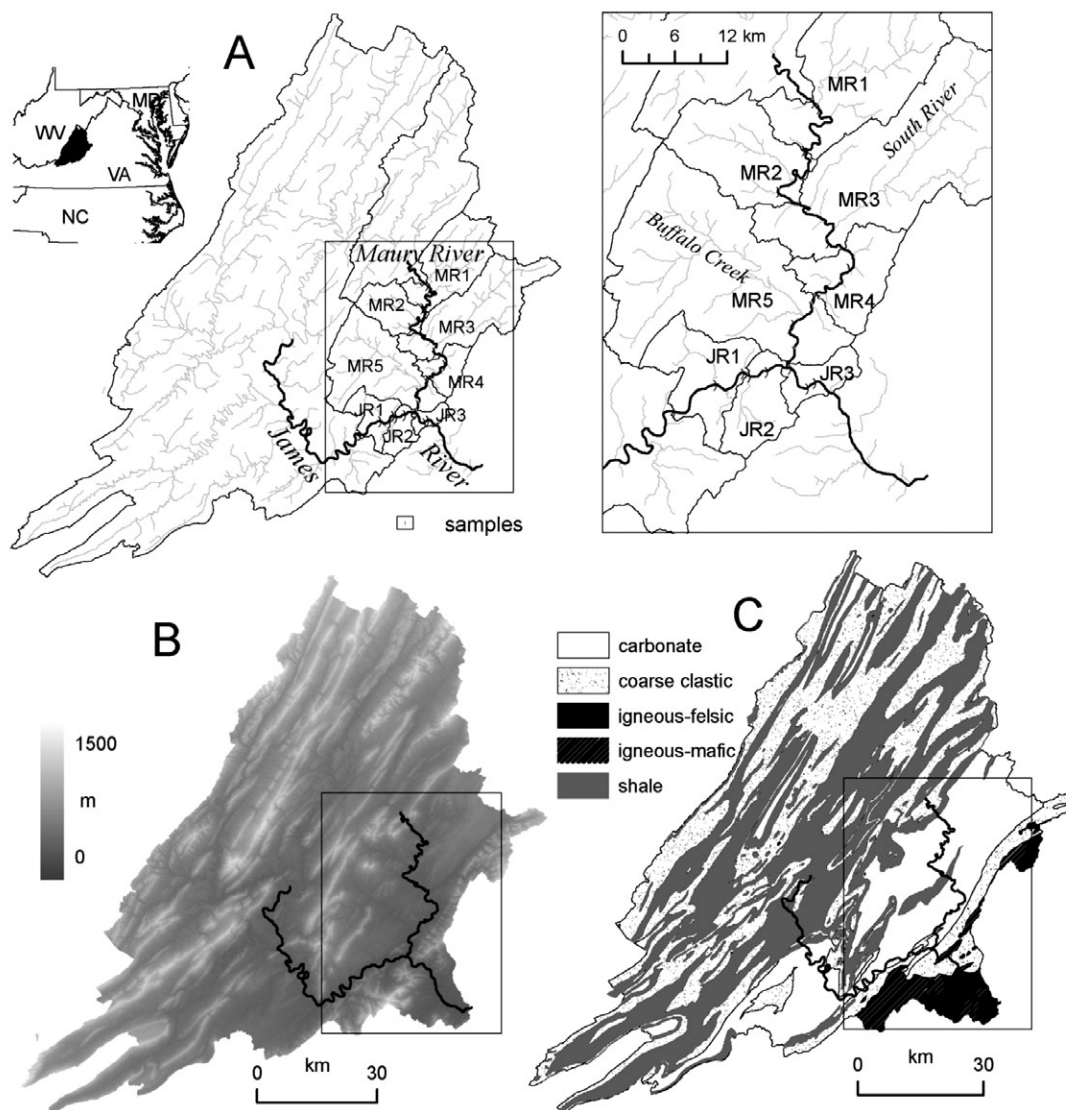 A
WV
MD
VA
NC
Maury River
MR1
MR2
MR3
MR5
MR4
JR1
JR3
JR2
James
River
samples
0 6 12 km
MR1
South River
MR2
MR3
Buffalo Creek
MR5
MR4
JR1
JR3
JR2
B
1500
m
0
km
0 30
C
carbonate
coarse clastic
igneous-felsic
igneous-mafic
shale
km
0 30